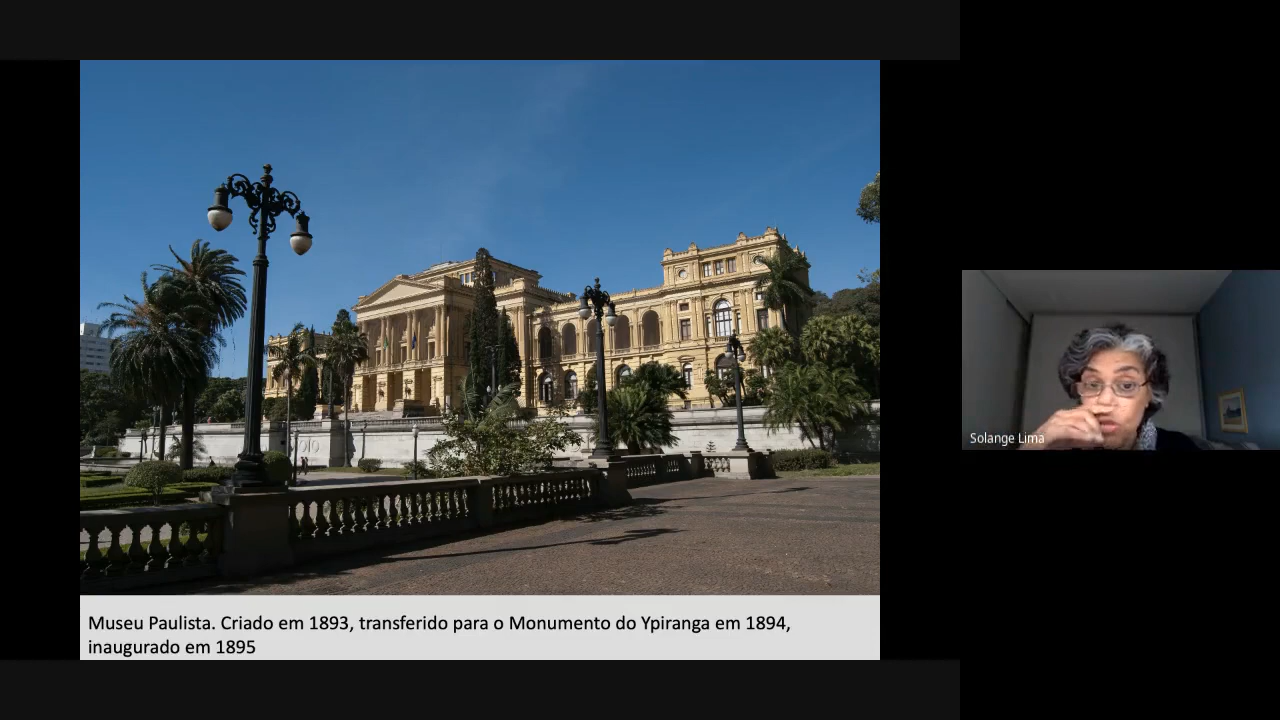 Museu Paulista. Criado em 1893, transferido para o Monumento do Ypiranga em 1894,
inaugurado em 1895
Solange Lima